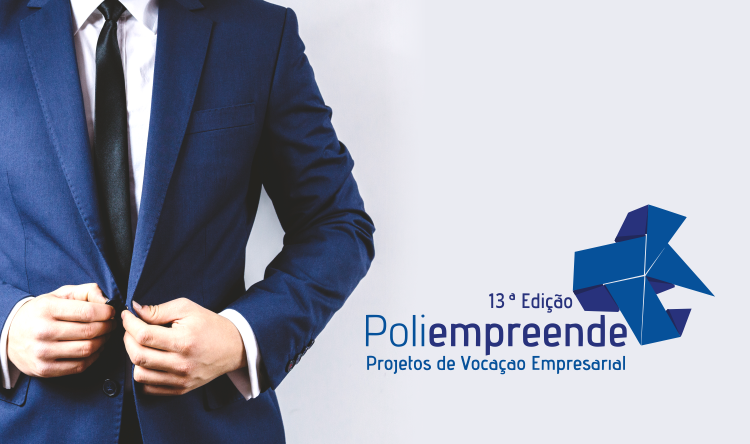 13ª Edição
Poliempreende
Projetos de Vocaçao Empresarial